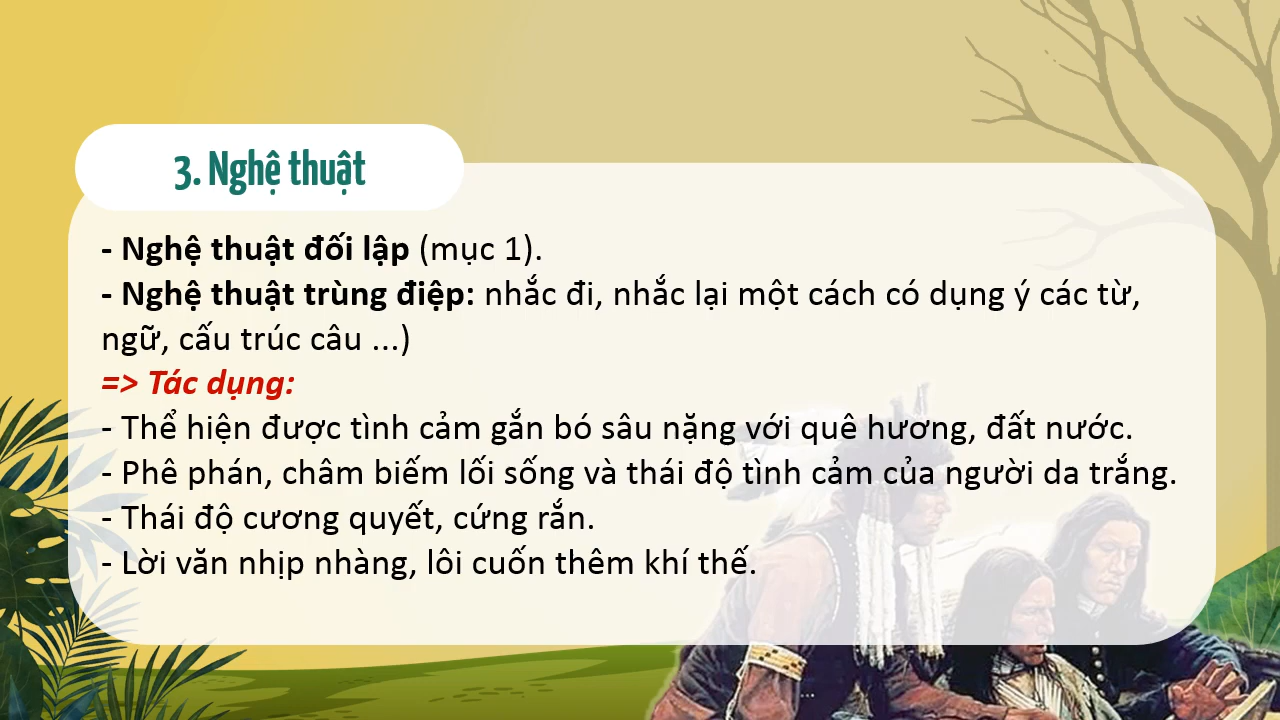 3. Nghệ thuật
- Nghệ thuật đối lập (mục 1).
- Nghệ thuật trùng điệp: nhắc đi, nhắc lại một cách có dụng ý các từ,
ngữ, cấu trúc câu ...)
=> Tác dụng:
- Thể hiện được tình cảm gắn bó sâu nặng với quê hương, đất nước.
- Phê phán, châm biếm lối sống và thái độ tình cảm của người da trắng.
- Thái độ cương quyết, cứng rắn.
- Lời văn nhịp nhàng, lôi cuốn thêm khí thế.